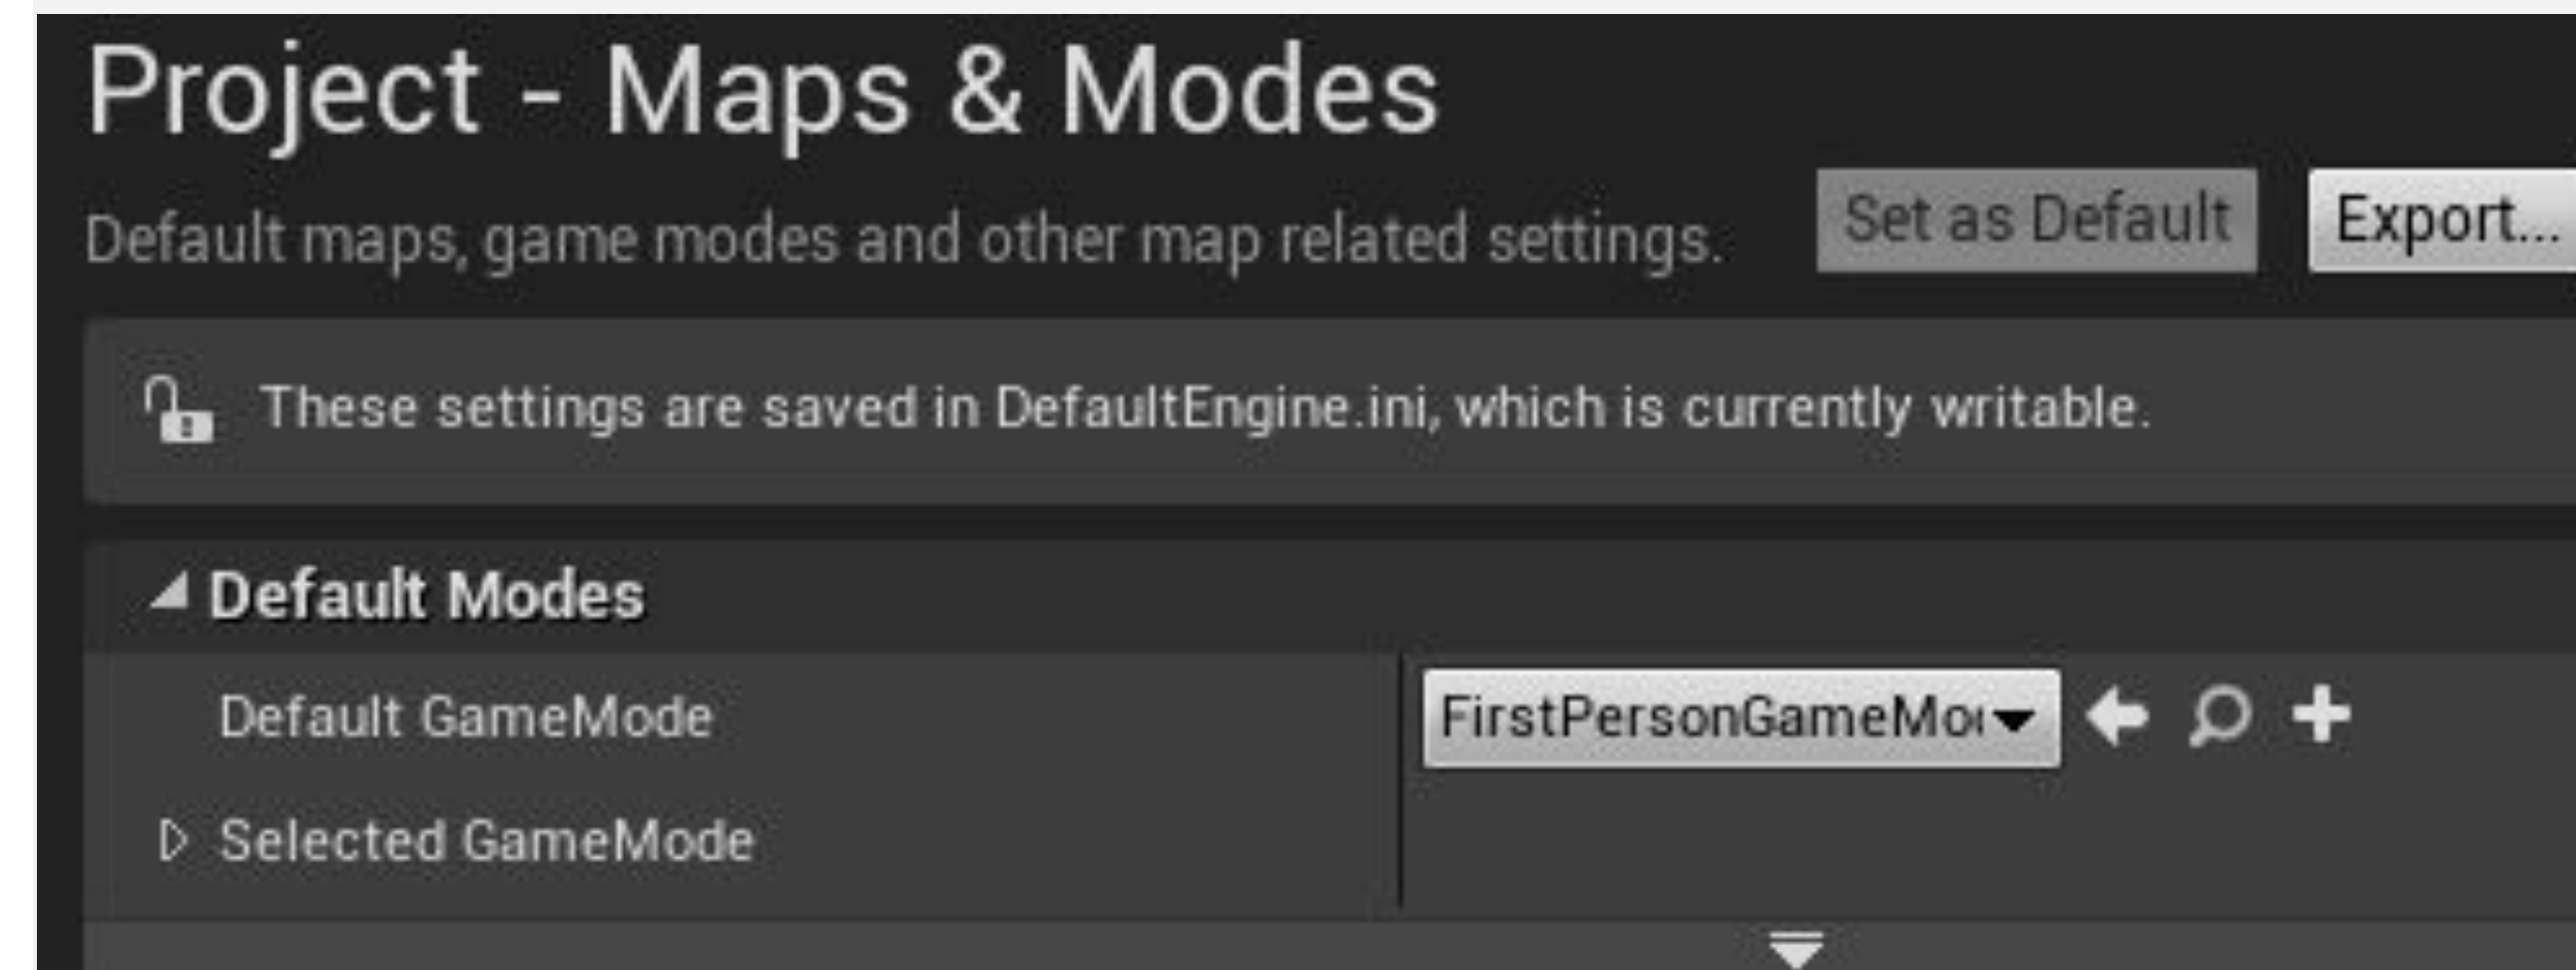 Project - Maps & Modes
Default maps, game modes and other map related settings.
Set as Default
Export...
These settings are saved in DefaultEngine.ini, which is currently writable.
Default Modes
Default GameMode
FirstPersonGameMo
Selected GameMode